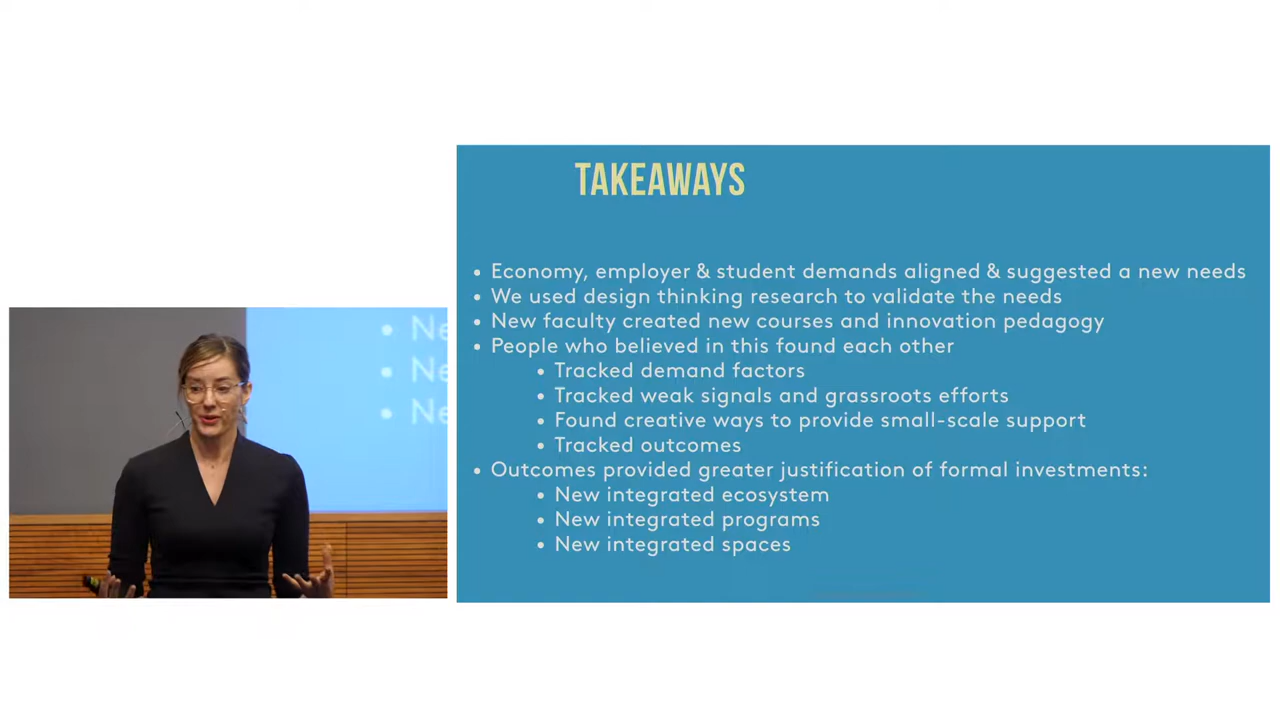 TAKEAWAYS
• Economy, employer & student demands aligned & suggested a new needs
• We used design thinking research to validate the needs
• New faculty created new courses and innovation pedagogy
• People who believed in this found each other
• Tracked demand factors
• Tracked weak signals and grassroots efforts
• Found creative ways to provide small-scale support
• Tracked outcomes
• Outcomes provided greater justification of formal investments:
• New integrated ecosystem
• New integrated programs
• New integrated spaces
• Ne
• Ne
• Ne